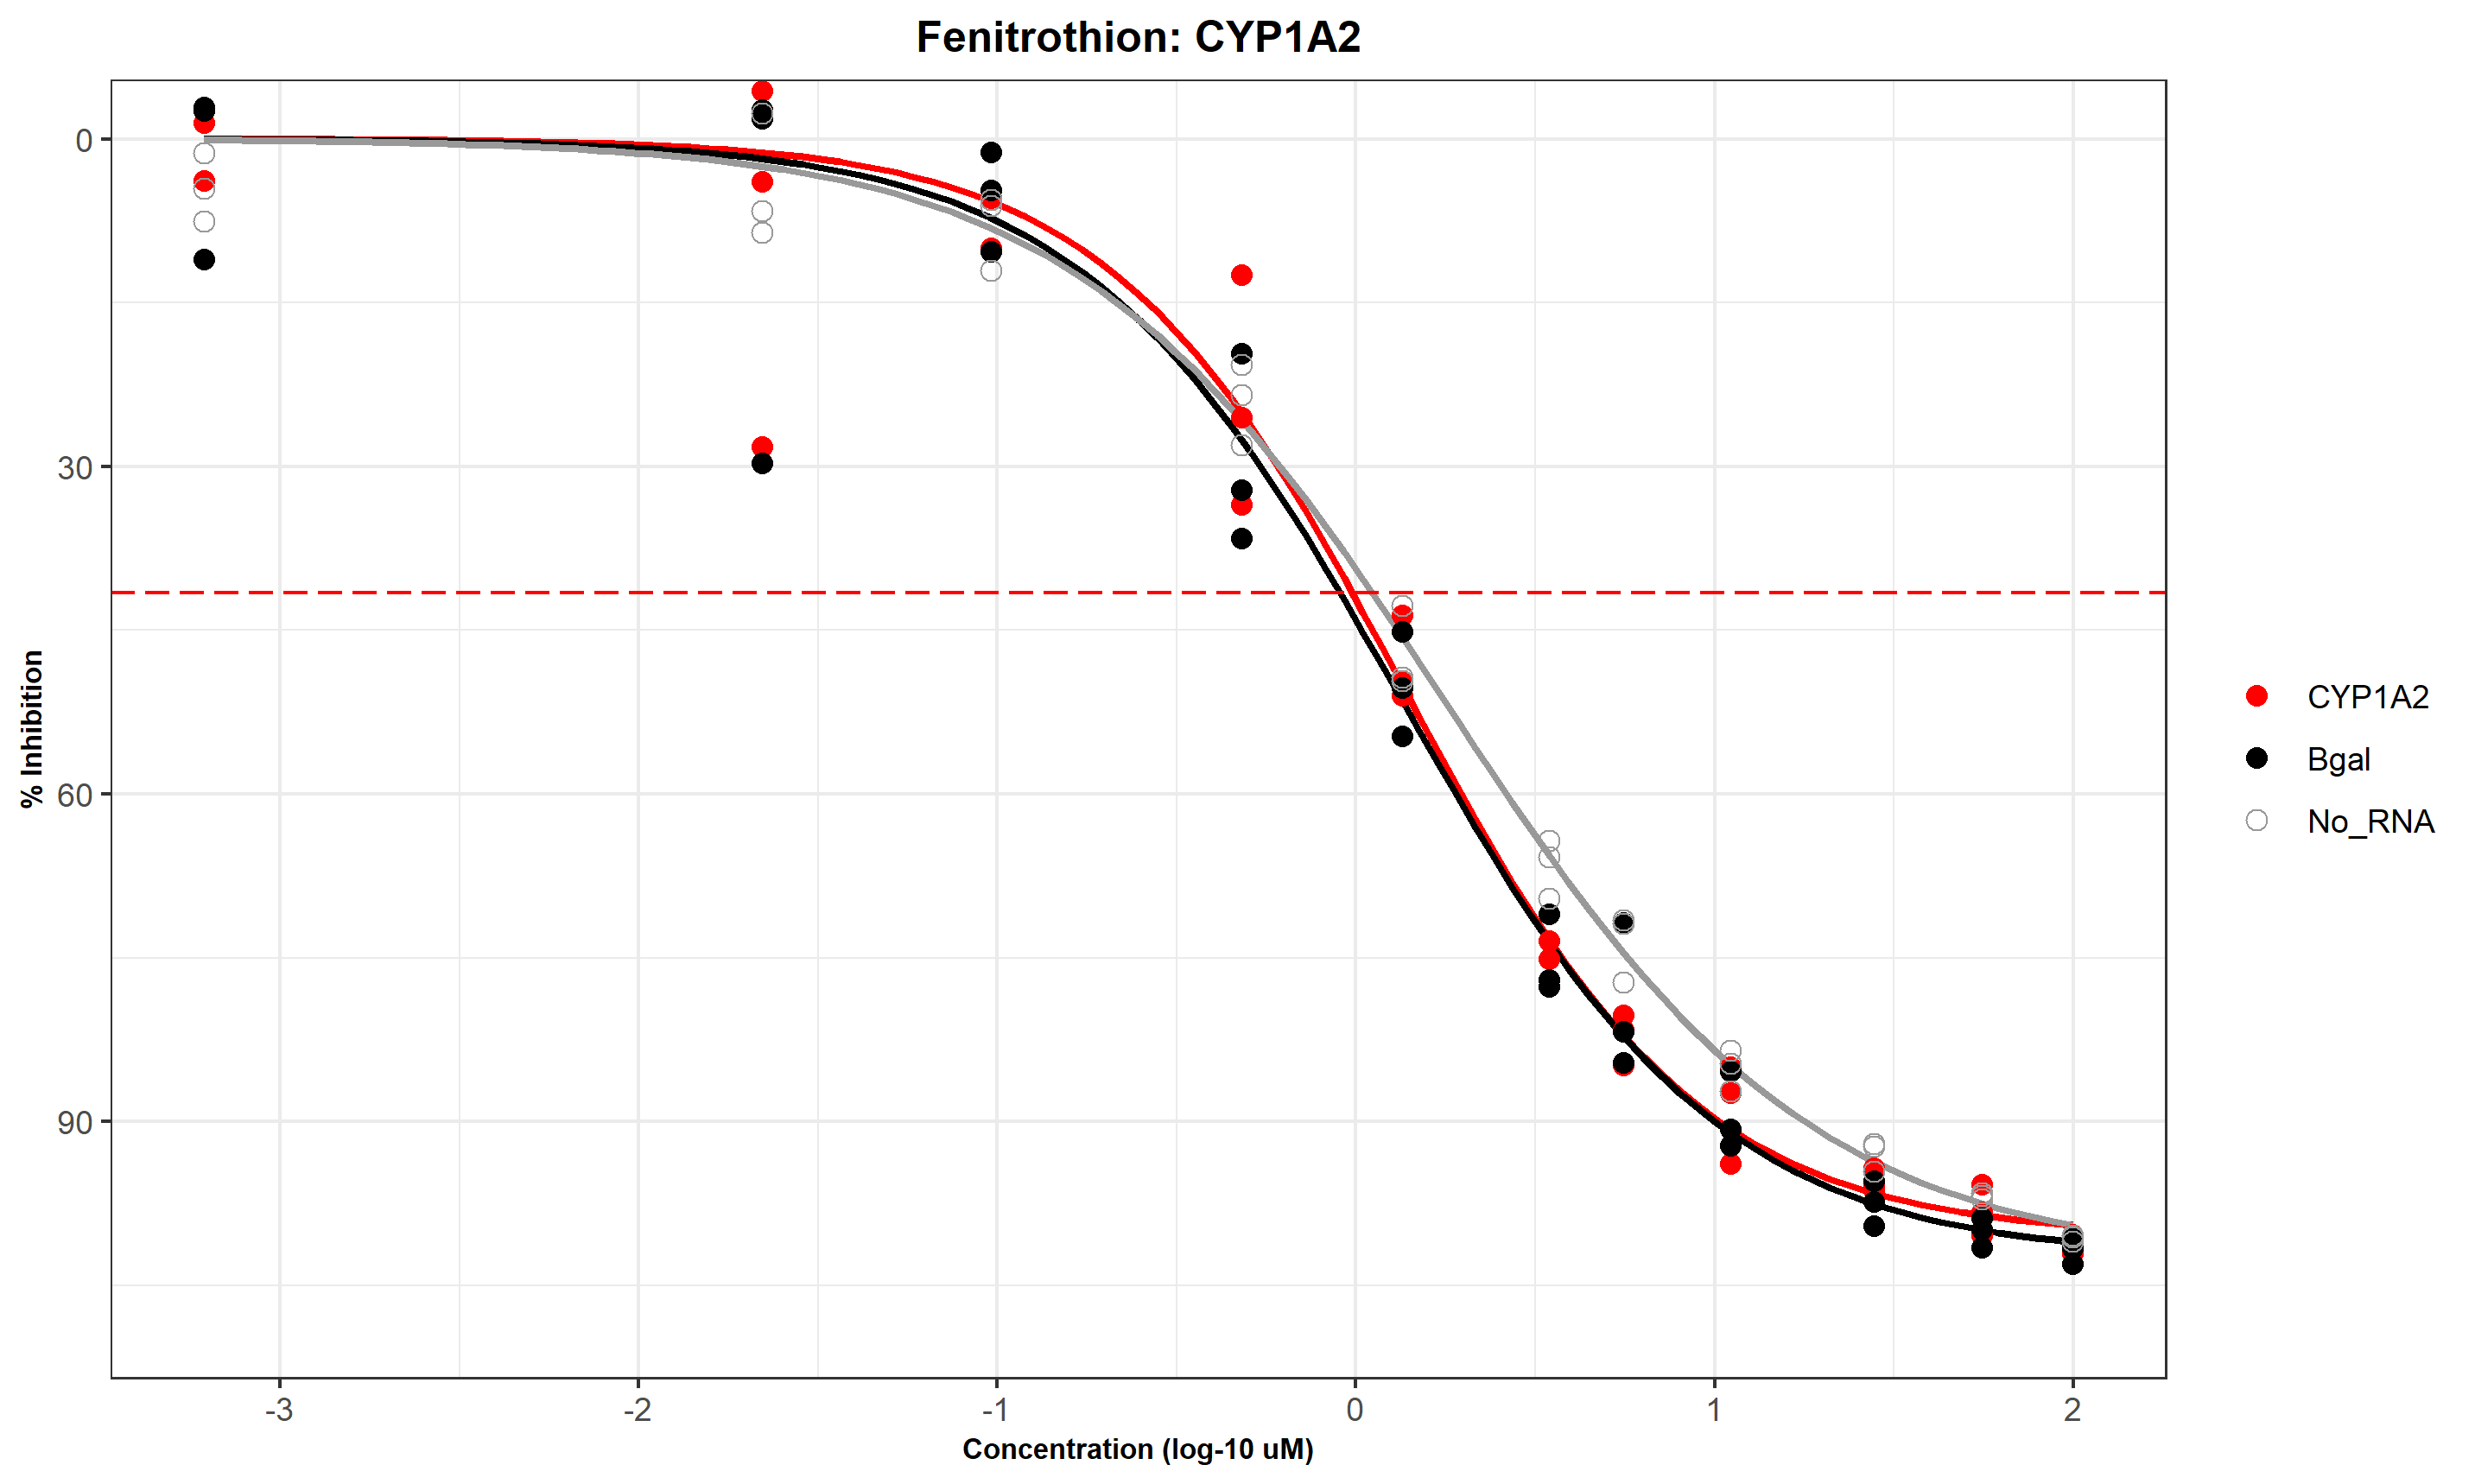 Fenitrothion: CYP1A2
0
30
60
90
% Inhibition
-3 -2 -1 0 1 2
Concentration (log-10 uM)
CYP1A2
Bgal
No_RNA